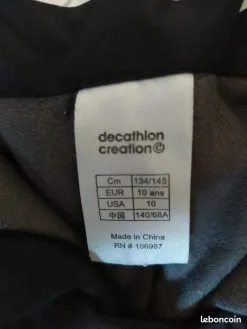 decathlon
creation©
Cm 134/145
EUR 10 ans
USA 10
中国 140/68A
Made in China
RN # 106987
leboncoin